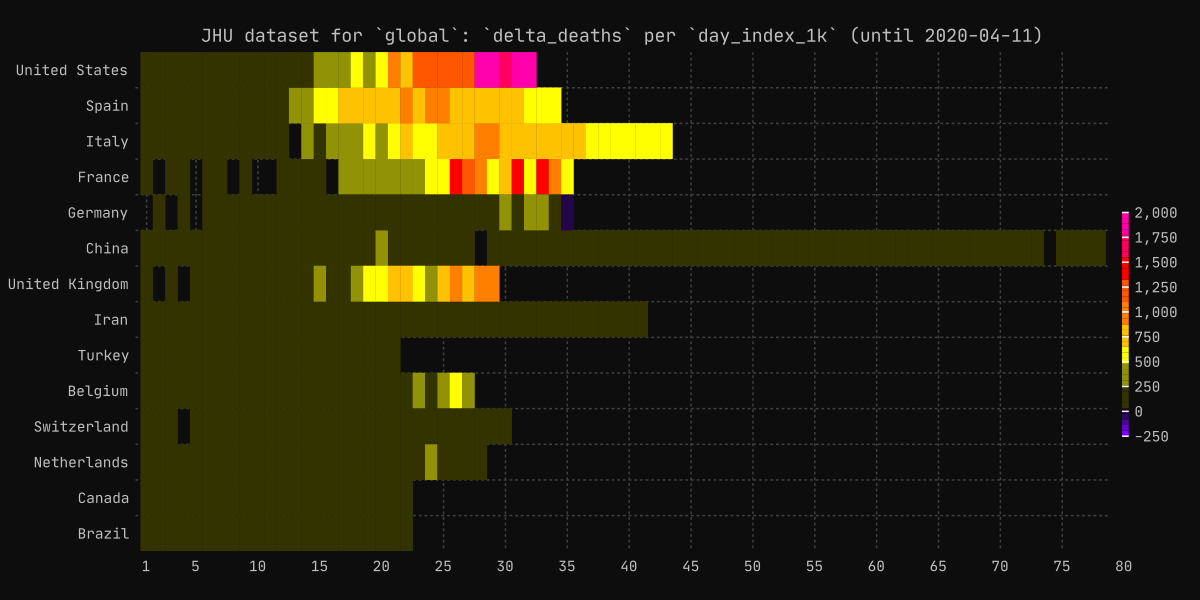 JHU dataset for `global`: `delta_deaths` per `day_index_1k` (until 2020-04-11)
United States
Spain
Italy
France
Germany
China
United Kingdom
Iran
Turkey
Belgium
Switzerland
Netherlands
Canada
Brazil
2,000
1,750
1,500
1,250
1,000
750
500
250
0
-250
1 5 10 15 20 25 30 35 40 45 50 55 60 65 70 75 80